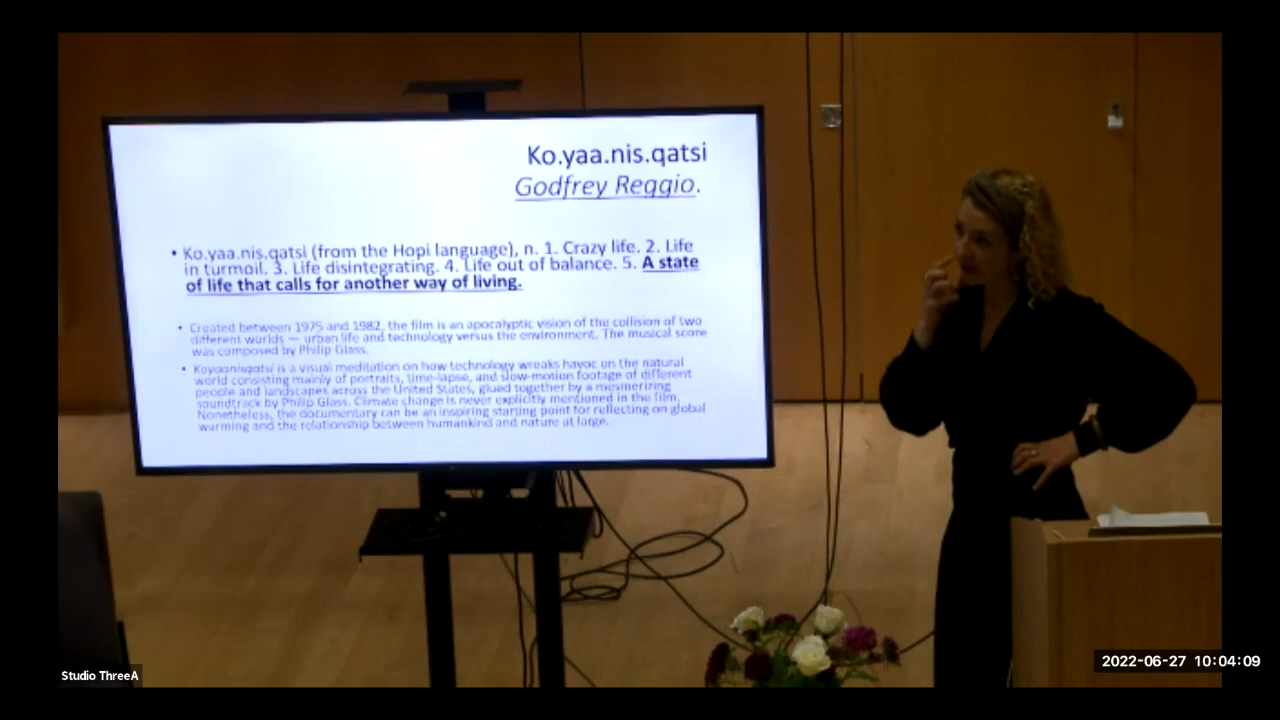 Ko.yaa.nis.qatsi
Godfrey Reggio.
• Ko.yaa.nis.qatsi (from the Hopi language), n. 1. Crazy life. 2. Life
in turmoil. 3. Life disintegrating. 4. Life out of balance. 5. A state
of life that calls for another way of living.
• Created between 1975 and 1982, the film is an apocalyptic vision of the collision of two
different worlds — urban life and technology versus the environment. The musical score
was composed by Philip Glass.
• Koyaanisqatsi is a visual meditation on how technology wreaks havoc on the natural
world consisting mainly of portraits, time-lapse, and slow-motion footage of different
people and landscapes across the United States, glued together by a mesmerizing
soundtrack by Philip Glass. Climate change is never explicitly mentioned in the film.
Nonetheless, the documentary can be an inspiring starting point for reflecting on global
warming and the relationship between humankind and nature at large.
Studio ThreeA
2022-06-27 10:04:09